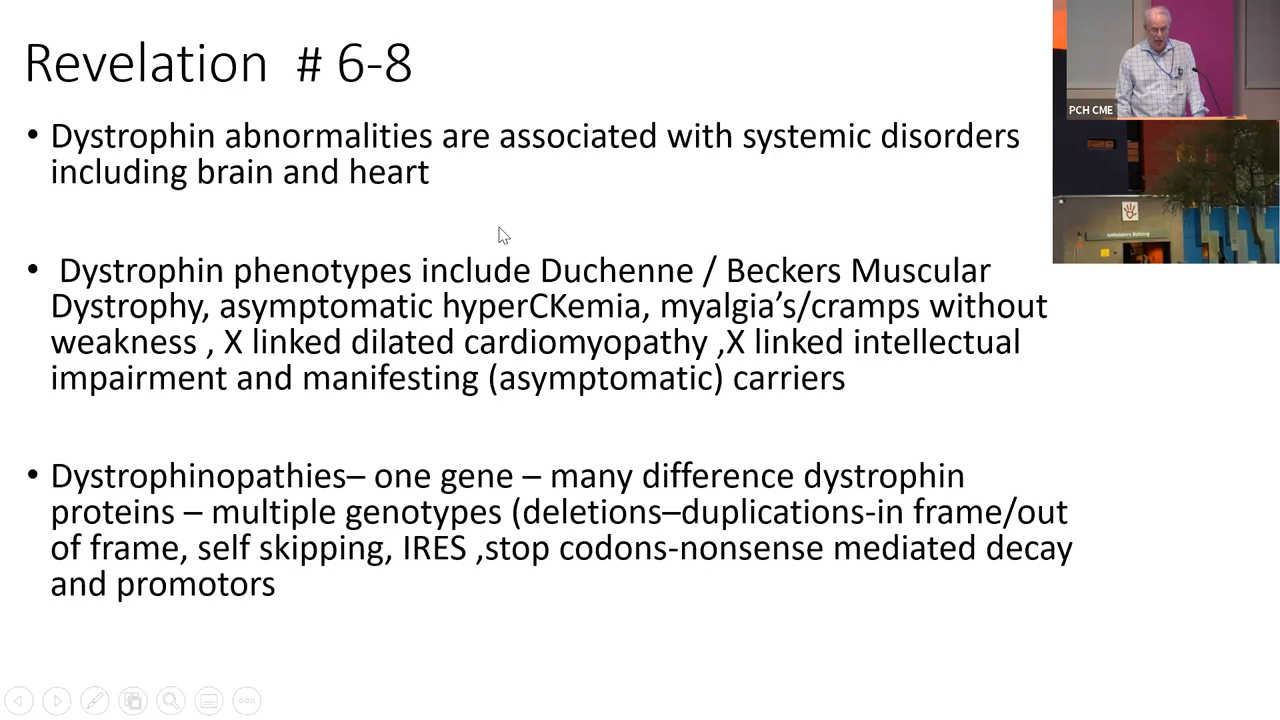 Revelation # 6-8
• Dystrophin abnormalities are associated with systemic disorders
including brain and heart
• Dystrophin phenotypes include Duchenne / Beckers Muscular
Dystrophy, asymptomatic hyperCKemia, myalgia’s/cramps without
weakness , X linked dilated cardiomyopathy ,X linked intellectual
impairment and manifesting (asymptomatic) carriers
• Dystrophinopathies– one gene – many difference dystrophin
proteins – multiple genotypes (deletions–duplications-in frame/out
of frame, self skipping, IRES ,stop codons-nonsense mediated decay
and promotors
PCH CME
Ambulatory Building